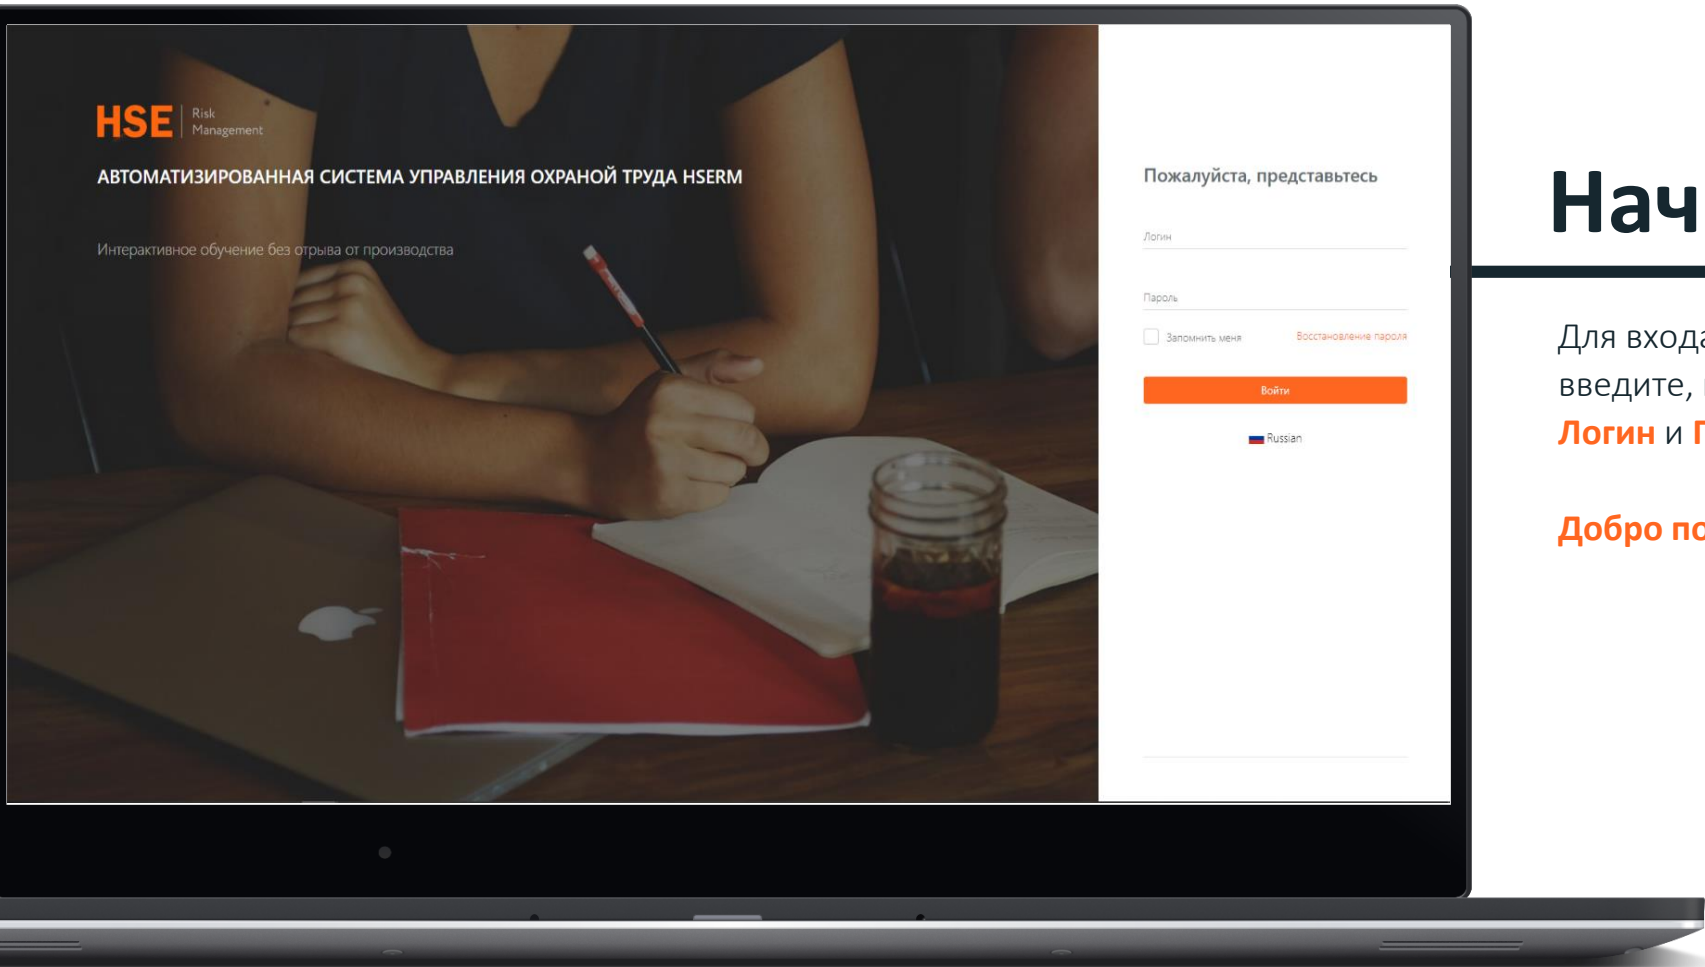 HSE
Risk
Management
АВТОМАТИЗИРОВАННАЯ СИСТЕМА УПРАВЛЕНИЯ ОХРАНОЙ ТРУДА HSERM
Интерактивное обучение без отрыва от производства
Пожалуйста, представьтесь
Логин
Пароль
Запомнить меня
Восстановление пароля
Войти
Russian
Нач
Для входа
введите,
Логин и
Добро по